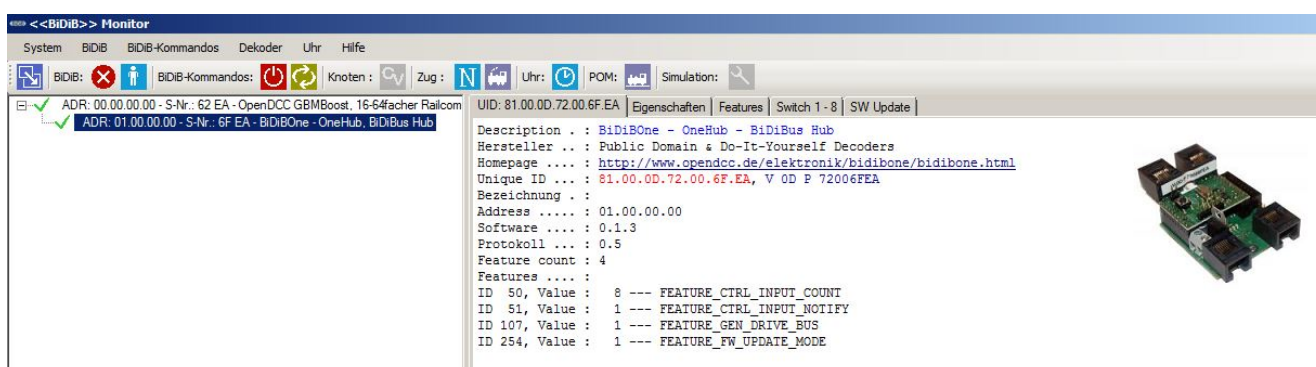 <<BiDiB>> Monitor
System BiDiB BiDiB-Kommandos Dekoder Uhr Hilfe
BiDiB: BiDiB-Kommandos: Knoten : CV Zug : N Uhr: POM: Simulation:
ADR: 00.00.00.00 - S-Nr.: 62 EA - OpenDCC GBMBoost, 16-64facher Railcom
ADR: 01.00.00.00 - S-Nr.: 6F EA - BiDiBOne - OneHub, BiDiBus Hub
UID: 81.00.0D.72.00.6F.EA Eigenschaften Features Switch 1 - 8 SW Update
Description . : BiDiBOne - OneHub - BiDiBus Hub
Hersteller .. : Public Domain & Do-It-Yourself Decoders
Homepage .... : http://www.opendcc.de/elektronik/bidibone/bidibone.html
Unique ID ... : 81.00.0D.72.00.6F.EA, V 0D P 72006FEA
Bezeichnung . :
Address ..... : 01.00.00.00
Software .... : 0.1.3
Protokoll ... : 0.5
Feature count : 4
Features .... :
ID 50, Value : 8 --- FEATURE_CTRL_INPUT_COUNT
ID 51, Value : 1 --- FEATURE_CTRL_INPUT_NOTIFY
ID 107, Value : 1 --- FEATURE_GEN_DRIVE_BUS
ID 254, Value : 1 --- FEATURE_FW_UPDATE_MODE